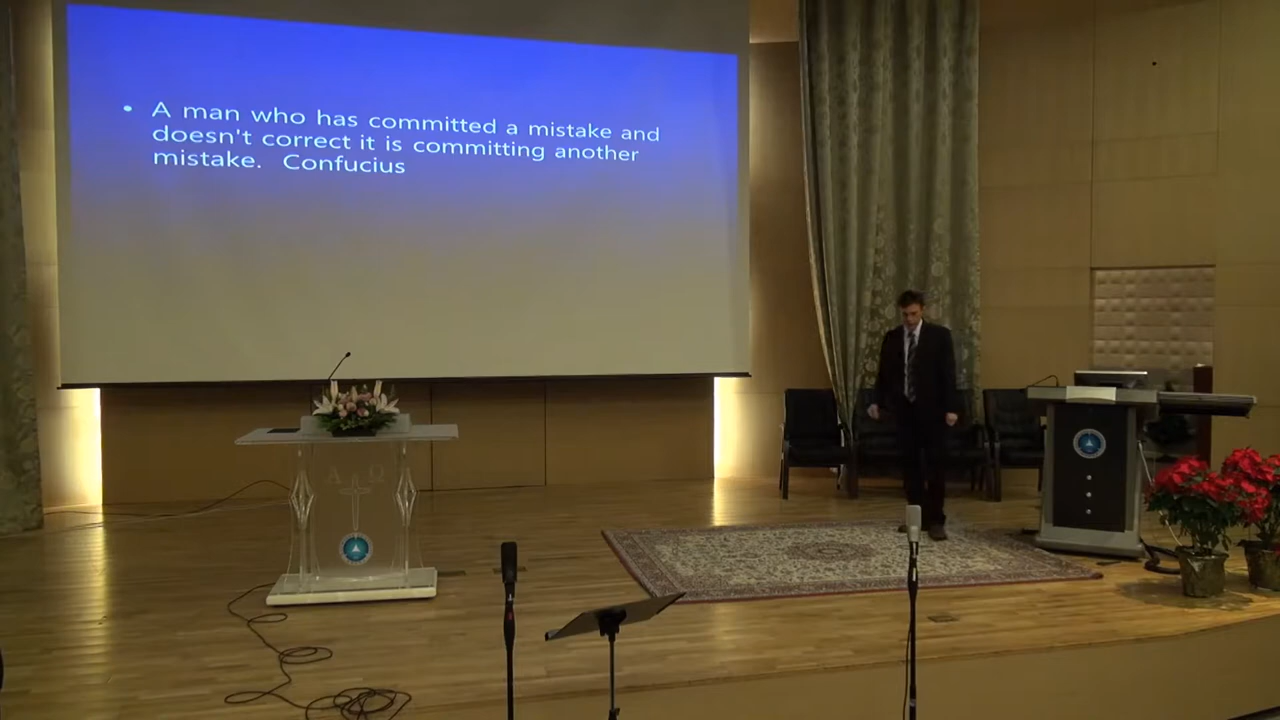 • A man who has committed a mistake and
doesn't correct it is committing another
mistake. Confucius
Α Ω